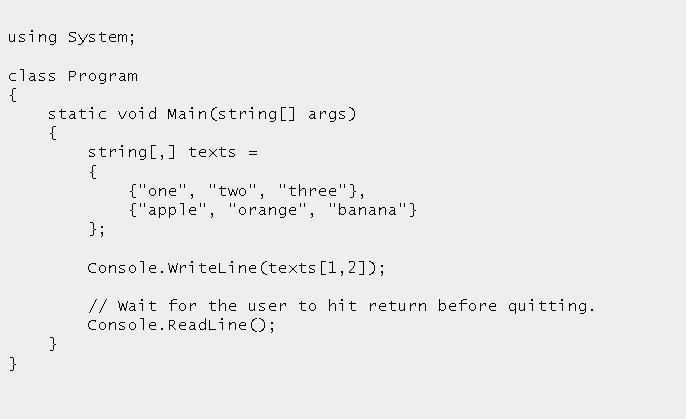 using System;
class Program
{
    static void Main(string[] args)
    {
        string[,] texts =
        {
            {"one", "two", "three"},
            {"apple", "orange", "banana"}
        };
        Console.WriteLine(texts[1,2]);
        // Wait for the user to hit return before quitting.
        Console.ReadLine();
    }
}